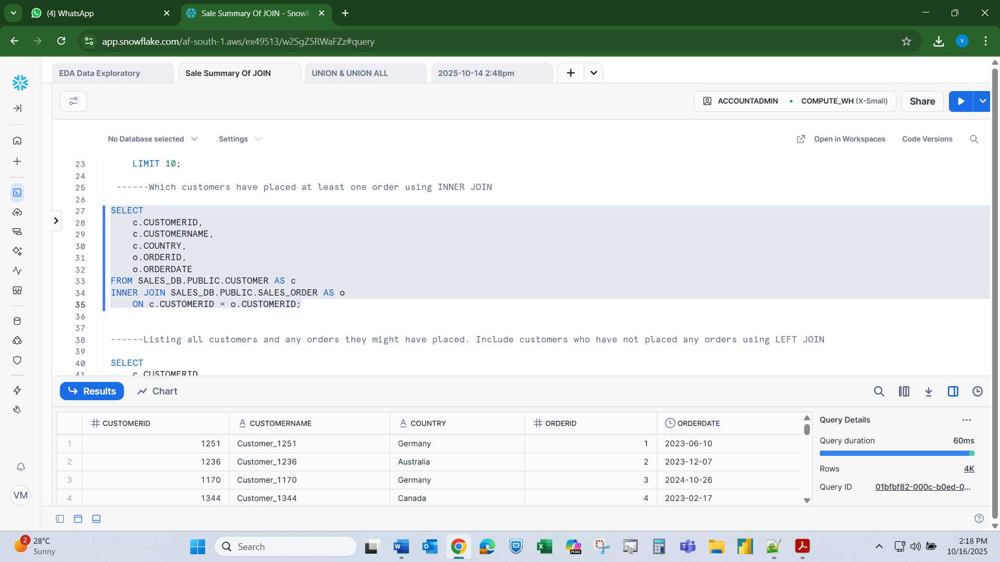 (4) WhatsApp
Sale Summary Of JOIN - Snowfl
app.snowflake.com/af-south-1.aws/ex49513/w2SgZ5RWaFZz#query
V
EDA Data Exploratory
Sale Summary Of JOIN
UNION & UNION ALL
2025-10-14 2:48pm
ACCOUNTADMIN • COMPUTE_WH (X-Small)
Share
No Database selected
Settings
Open in Workspaces
Code Versions
23 LIMIT 10;
24
25 ------Which customers have placed at least one order using INNER JOIN
26
27 SELECT
28 c.CUSTOMERID,
29 c.CUSTOMERNAME,
30 c.COUNTRY,
31 o.ORDERID,
32 o.ORDERDATE
33 FROM SALES_DB.PUBLIC.CUSTOMER AS c
34 INNER JOIN SALES_DB.PUBLIC.SALES_ORDER AS o
35 ON c.CUSTOMERID = o.CUSTOMERID;
36
37
38 ------Listing all customers and any orders they might have placed. Include customers who have not placed any orders using LEFT JOIN
39
40 SELECT
41 c.CUSTOMERID
Results
Chart
CUSTOMERID CUSTOMERNAME COUNTRY ORDERID ORDERDATE
1 1251 Customer_1251 Germany 1 2023-06-10
2 1236 Customer_1236 Australia 2 2023-12-07
3 1170 Customer_1170 Germany 3 2024-10-26
4 1344 Customer_1344 Canada 4 2023-02-17
Query Details
Query duration 60ms
Rows 4K
Query ID 01bfbf82-000c-b0ed-0...
VM
2
28°C
Sunny
Search
M365
2:18 PM
10/16/2025